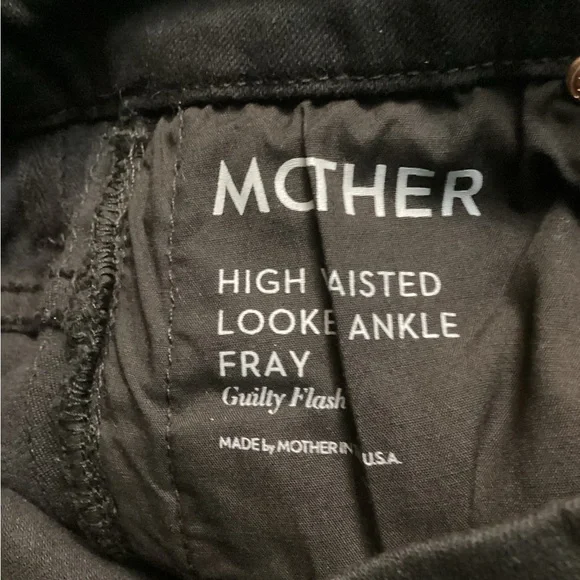 MOTHER
HIGH WAISTED
LOOKER ANKLE
FRAY
Guilty Flash
MADE by MOTHER IN U.S.A.